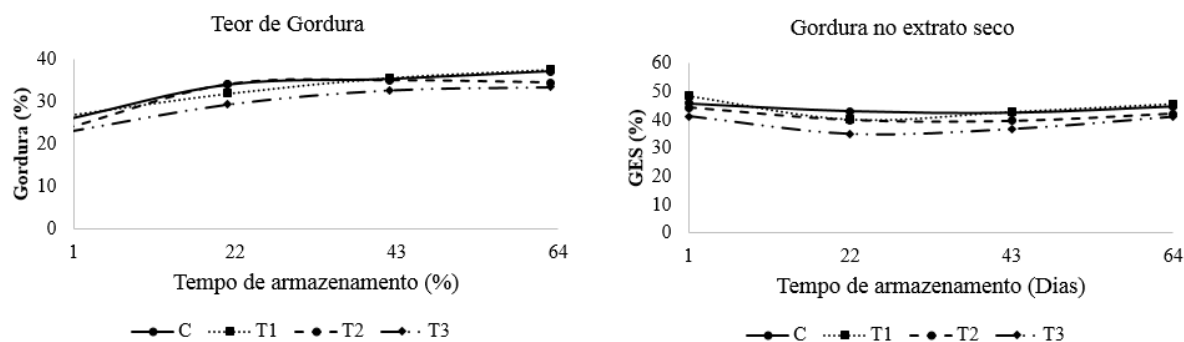 Teor de Gordura
Gordura (%)
40
30
20
10
0
1 22 43 64
Tempo de armazenamento (%)
C T1 T2 T3
Gordura no extrato seco
GES (%)
60
50
40
30
20
10
0
1 22 43 64
Tempo de armazenamento (Dias)
C T1 T2 T3